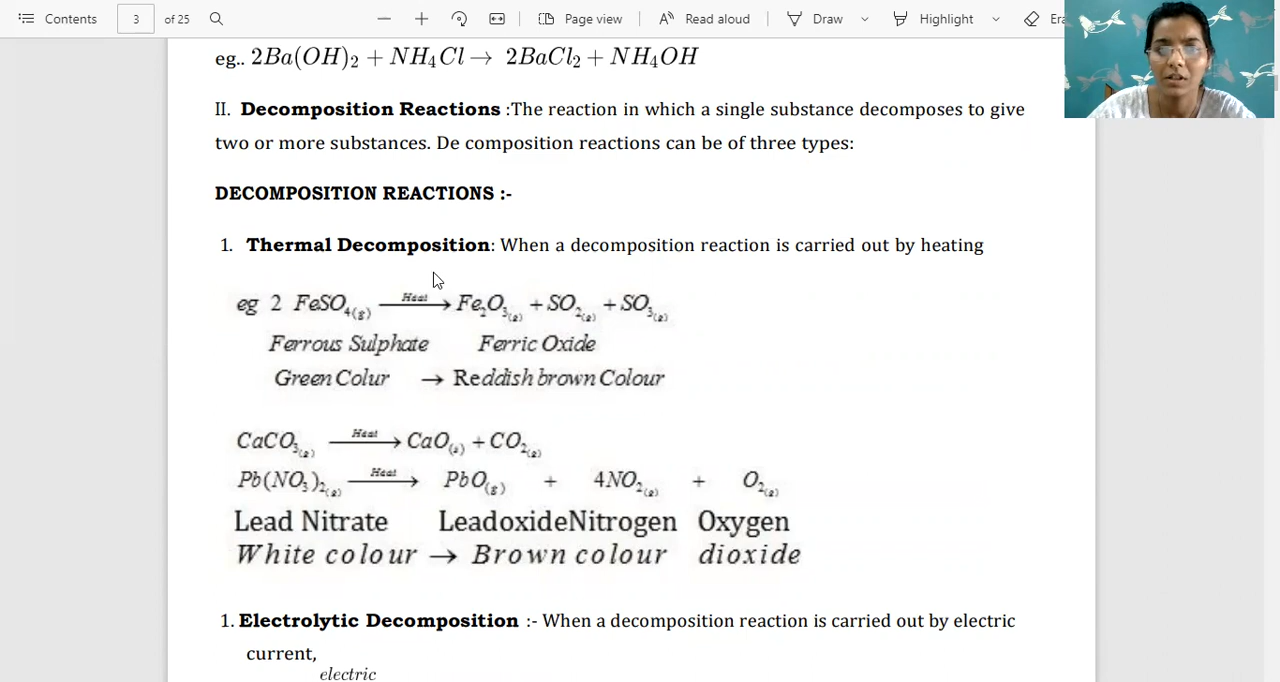 Contents 3 of 25 Page view Read aloud Draw Highlight Era
eg.. 2Ba(OH)₂ + NH₄Cl → 2BaCl₂ + NH₄OH
II. Decomposition Reactions :The reaction in which a single substance decomposes to give
two or more substances. De composition reactions can be of three types:
DECOMPOSITION REACTIONS :-
1. Thermal Decomposition: When a decomposition reaction is carried out by heating
eg 2 FeSO₄₍g₎ —Heat→ Fe₂O₃₍g₎ + SO₂₍g₎ + SO₃₍g₎
Ferrous Sulphate Ferric Oxide
Green Colur → Reddish brown Colour
CaCO₃₍g₎ —Heat→ CaO₍s₎ + CO₂₍g₎
Pb(NO₃)₂₍g₎ —Heat→ PbO₍g₎ + 4NO₂₍g₎ + O₂₍g₎
Lead Nitrate LeadoxideNitrogen Oxygen
White colour → Brown colour dioxide
1. Electrolytic Decomposition :- When a decomposition reaction is carried out by electric
current,
electric